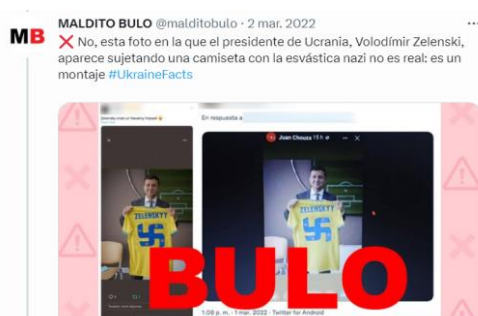 MB
MALDITO BULO @malditobulo · 2 mar. 2022
❌ No, esta foto en la que el presidente de Ucrania, Volodímir Zelenski,
aparece sujetando una camiseta con la esvástica nazi no es real: es un
montaje #UkraineFacts
En respuesta a
Juan Chouza 15 h
ZELENSKYY
ZELENSKYY
BULO
1:09 p. m. · 1 mar. 2022 · Twitter for Android